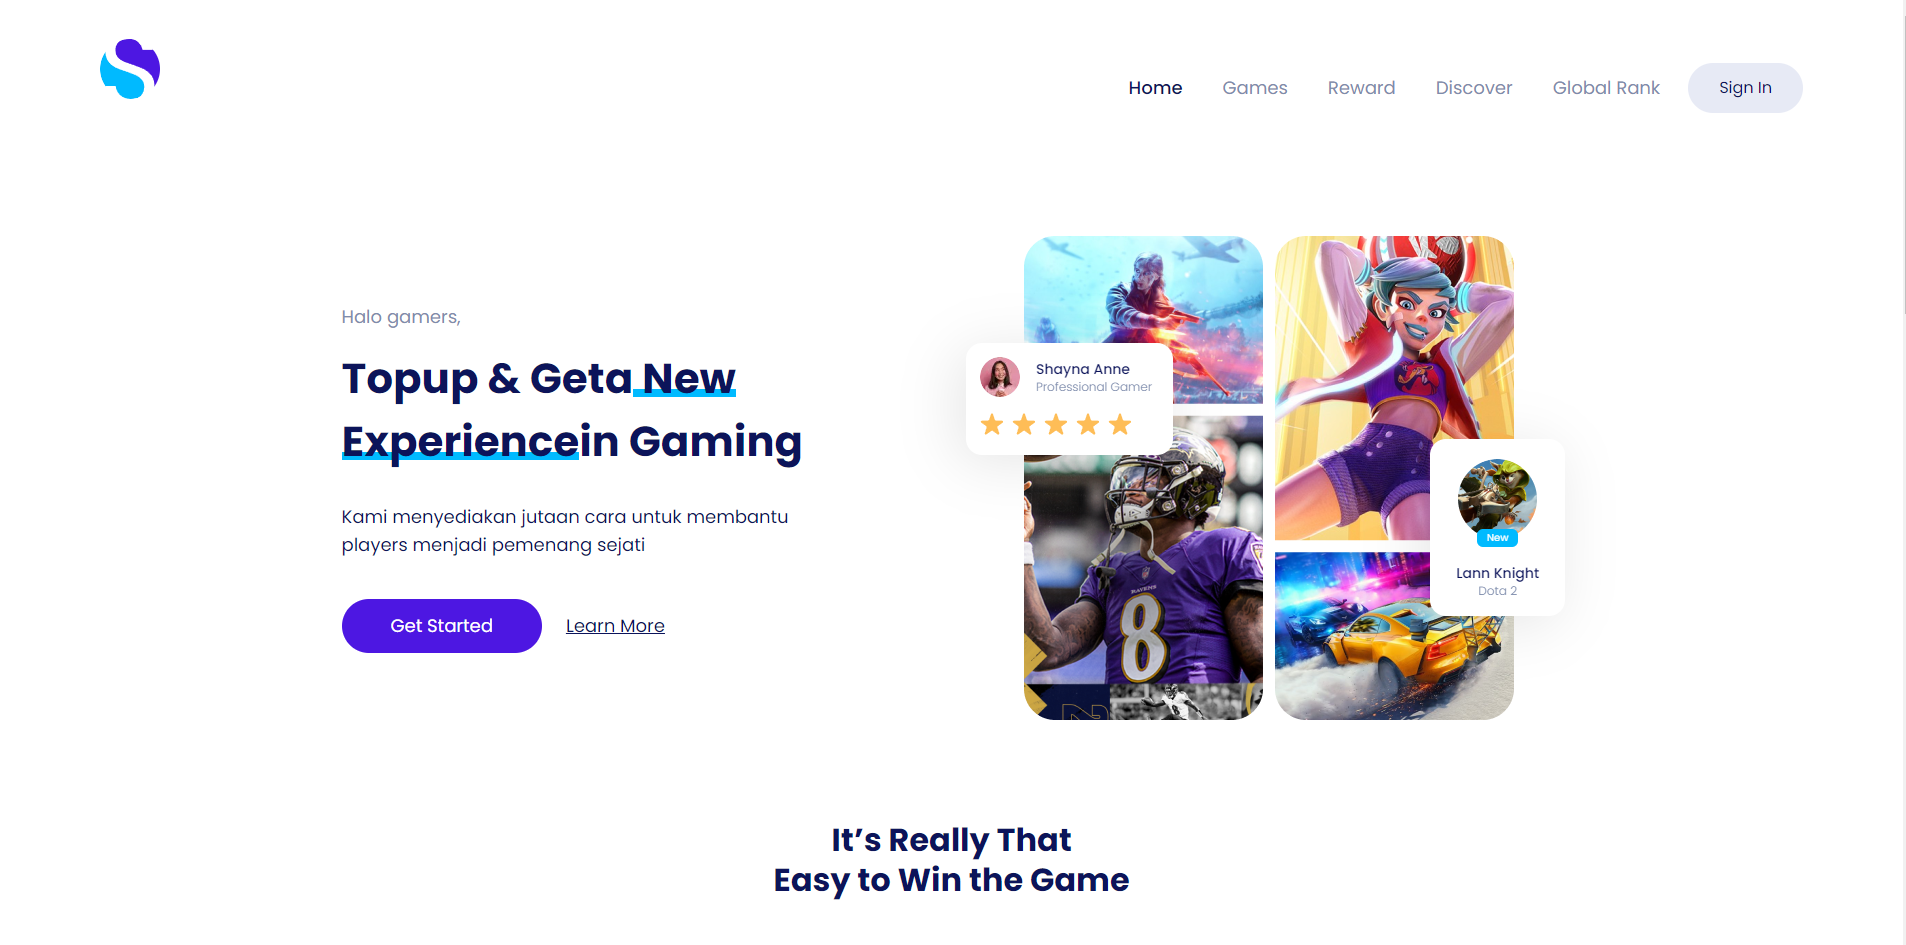 Home Games Reward Discover Global Rank Sign In
Halo gamers,
Topup & Geta New
Experiencein Gaming
Kami menyediakan jutaan cara untuk membantu
players menjadi pemenang sejati
Get Started Learn More
Shayna Anne
Professional Gamer
RAVENS
8
New
Lann Knight
Dota 2
It’s Really That
Easy to Win the Game